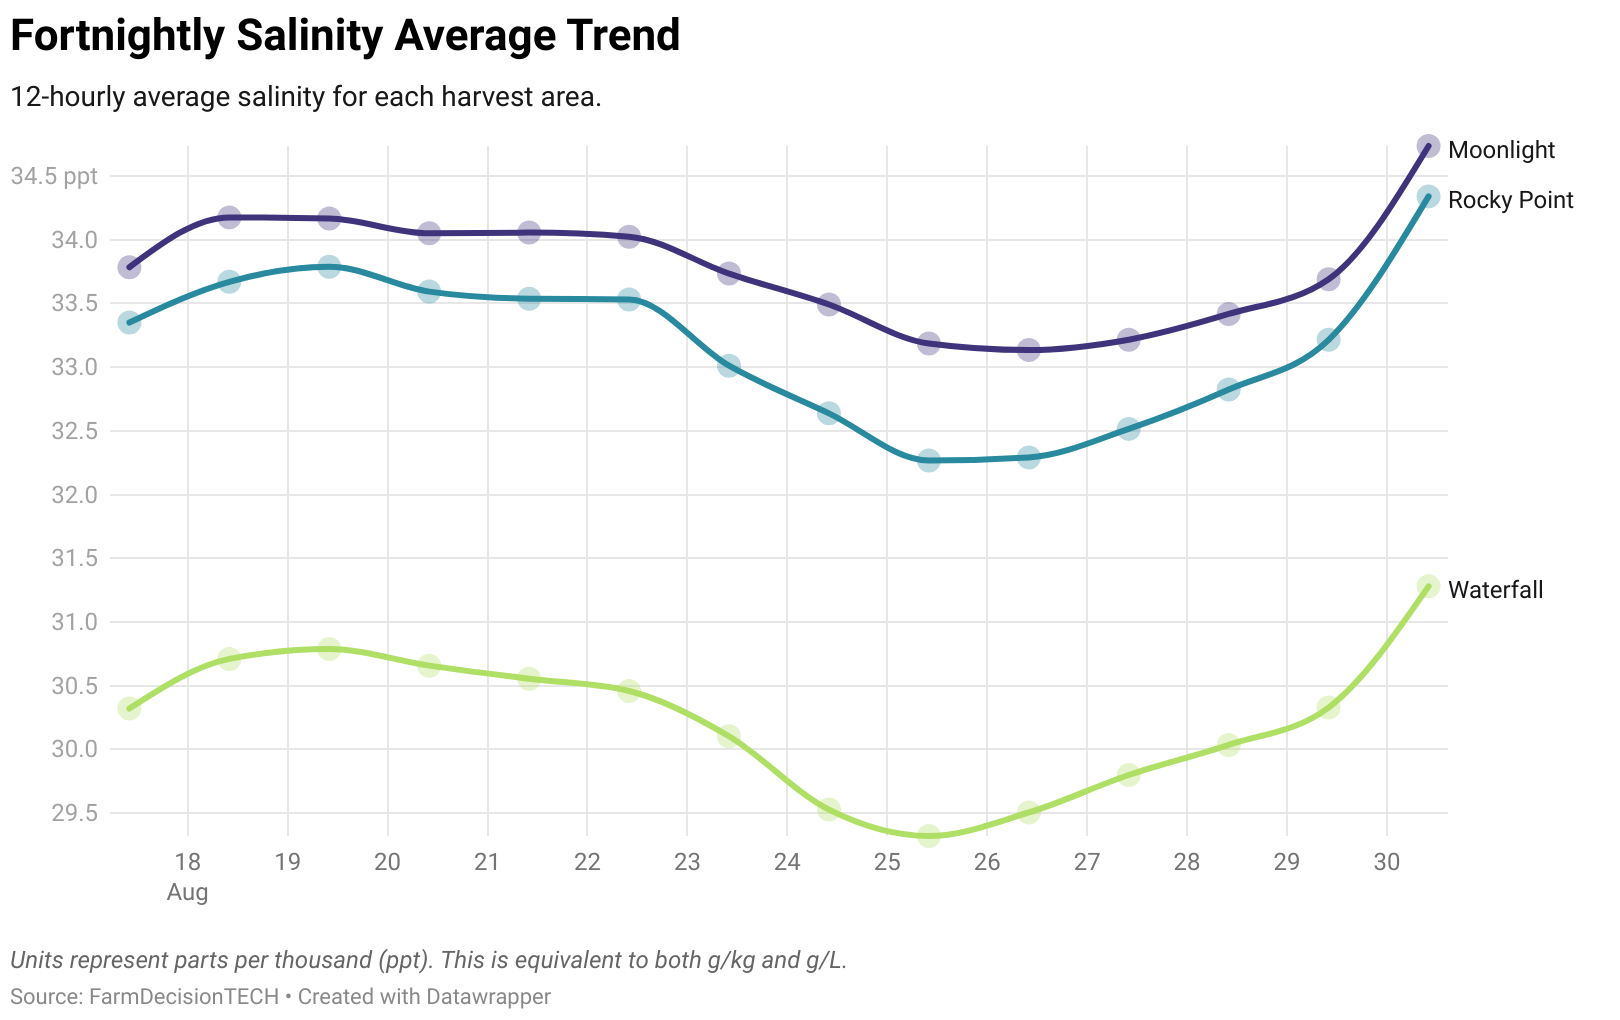 Fortnightly Salinity Average Trend
12-hourly average salinity for each harvest area.
Moonlight
34.5 ppt
Rocky Point
34.0
33.5
33.0
32.5
32.0
31.5
Waterfall
31.0
30.5
30.0
29.5
18 19 20 21 22 23 24 25 26 27 28 29 30
Aug
Units represent parts per thousand (ppt). This is equivalent to both g/kg and g/L.
Source: FarmDecisionTECH • Created with Datawrapper